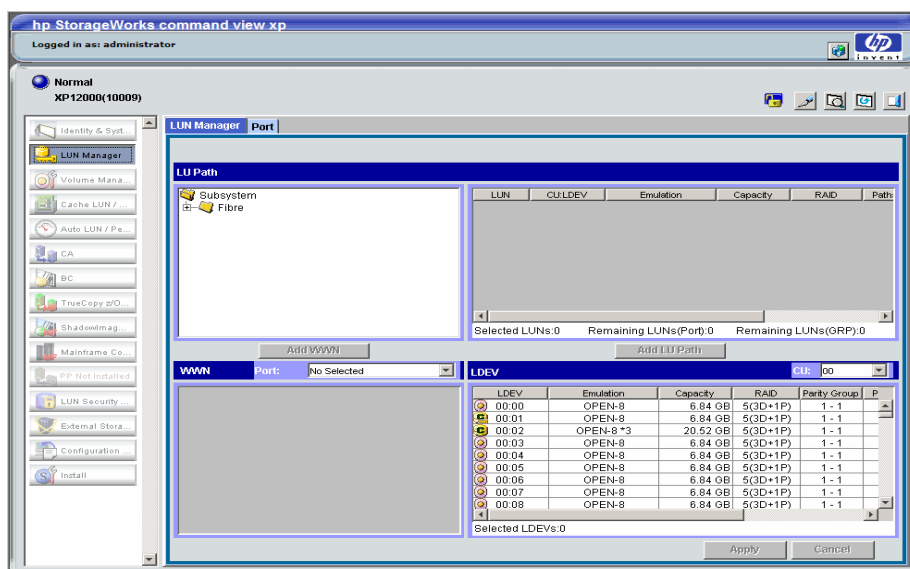 hp StorageWorks command view xp
Logged in as: administrator
hp
invent
Normal
XP12000(10009)
Identity & Syst...
LUN Manager
Volume Mana...
Cache LUN / ...
Auto LUN / Pe...
CA
BC
TrueCopy z/O...
ShadowImag...
Mainframe Co...
PP Not Installed
LUN Security ...
External Stora...
Configuration ...
Install
LUN Manager Port
LU Path
Subsystem
Fibre
LUN CU:LDEV Emulation Capacity RAID Path
Selected LUNs:0 Remaining LUNs(Port):0 Remaining LUNs(GRP):0
Add WWN Add LU Path
WWN Port: No Selected
LDEV CU: 00
LDEV Emulation Capacity RAID Parity Group P
00:00 OPEN-8 6.84 GB 5(3D+1P) 1 - 1
00:01 OPEN-8 6.84 GB 5(3D+1P) 1 - 1
00:02 OPEN-8 *3 20.52 GB 5(3D+1P) 1 - 1
00:03 OPEN-8 6.84 GB 5(3D+1P) 1 - 1
00:04 OPEN-8 6.84 GB 5(3D+1P) 1 - 1
00:05 OPEN-8 6.84 GB 5(3D+1P) 1 - 1
00:06 OPEN-8 6.84 GB 5(3D+1P) 1 - 1
00:07 OPEN-8 6.84 GB 5(3D+1P) 1 - 1
00:08 OPEN-8 6.84 GB 5(3D+1P) 1 - 1
Selected LDEVs:0
Apply Cancel